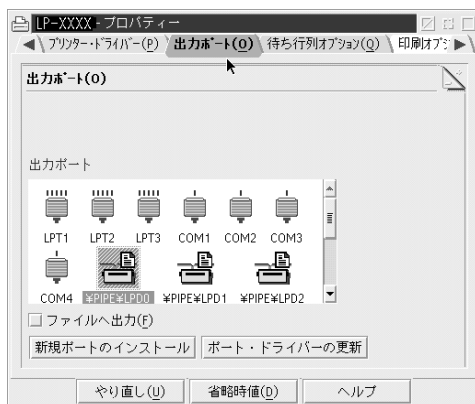 LP-XXXX - プロパティー
プリンター・ドライバー(P) 出力ポート(O) 待ち行列オプション(Q) 印刷オプシ
出力ポート(O)
出力ポート
LPT1 LPT2 LPT3 COM1 COM2 COM3
COM4 ¥PIPE¥LPD0 ¥PIPE¥LPD1 ¥PIPE¥LPD2
ファイルへ出力(F)
新規ポートのインストール ポート・ドライバーの更新
やり直し(U) 省略時値(D) ヘルプ